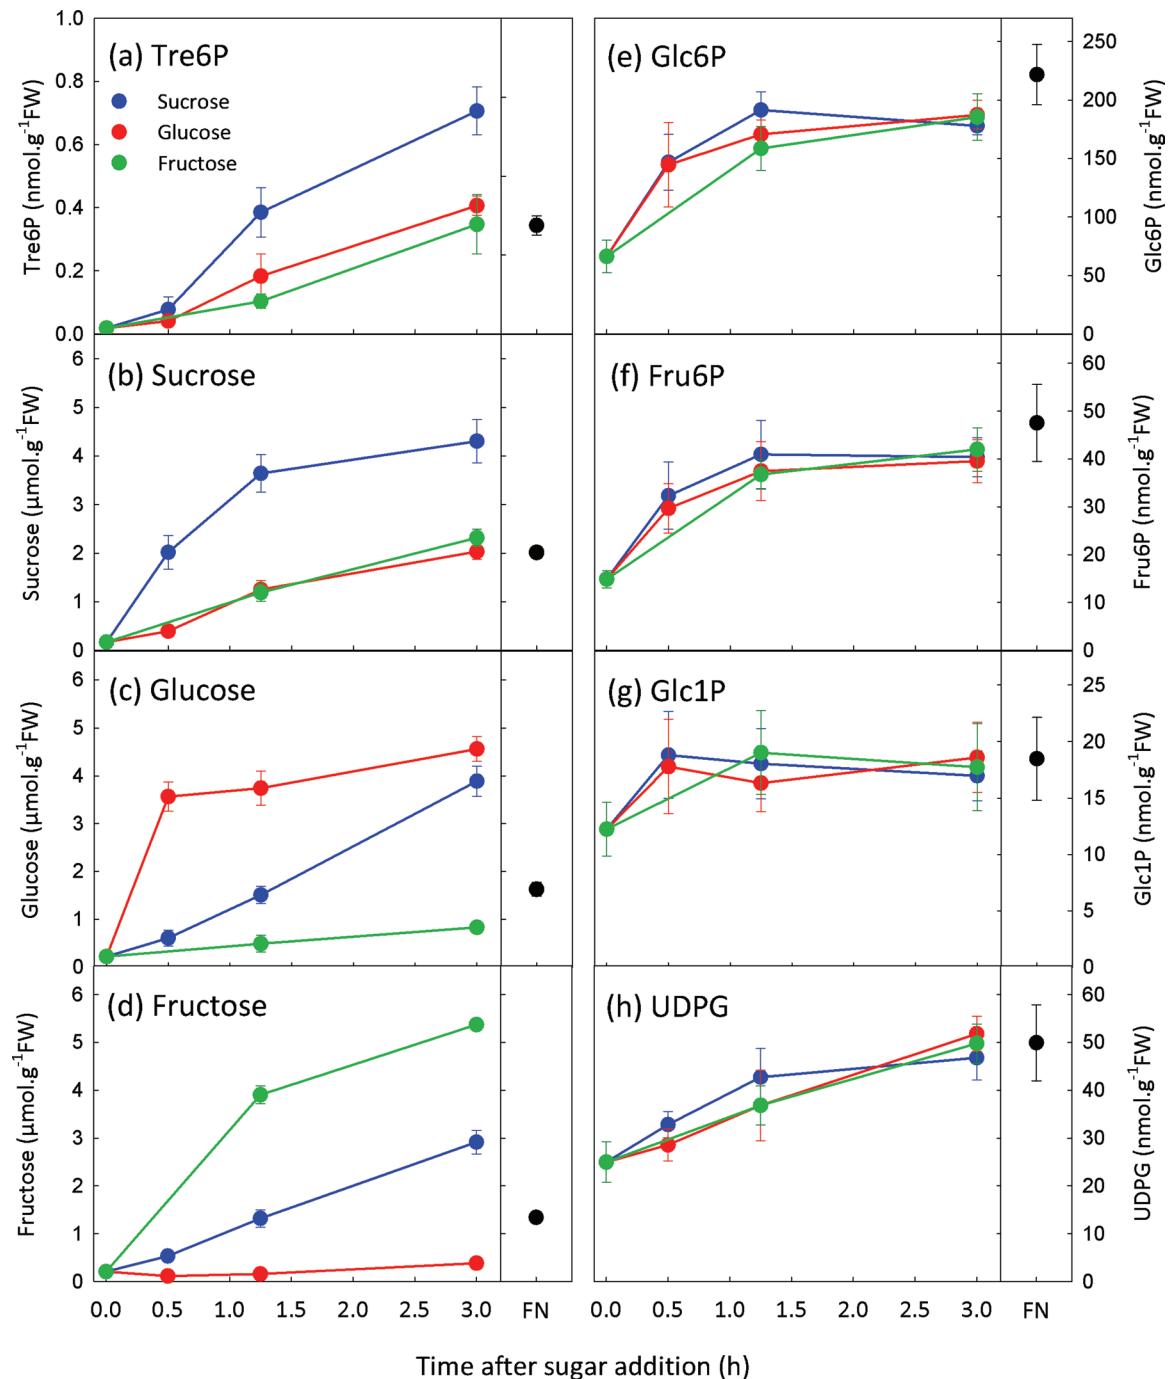 (a) Tre6P
Sucrose
Glucose
Fructose
Tre6P (nmol.g⁻¹FW)
1.0
0.8
0.6
0.4
0.2
0.0
(e) Glc6P
Glc6P (nmol.g⁻¹FW)
250
200
150
100
50
0
(b) Sucrose
Sucrose (µmol.g⁻¹FW)
6
5
4
3
2
1
0
(f) Fru6P
Fru6P (nmol.g⁻¹FW)
60
50
40
30
20
10
0
(c) Glucose
Glucose (µmol.g⁻¹FW)
6
5
4
3
2
1
0
(g) Glc1P
Glc1P (nmol.g⁻¹FW)
25
20
15
10
5
0
(d) Fructose
Fructose (µmol.g⁻¹FW)
6
5
4
3
2
1
0
(h) UDPG
UDPG (nmol.g⁻¹FW)
60
50
40
30
20
10
0
0.0 0.5 1.0 1.5 2.0 2.5 3.0 FN
0.0 0.5 1.0 1.5 2.0 2.5 3.0 FN
Time after sugar addition (h)